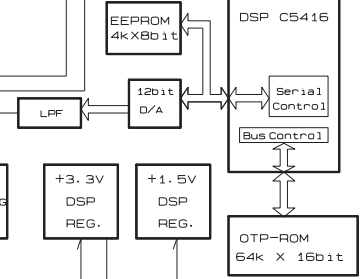 EEPROM
4kX8bit
DSP C5416
12bit
D/A
Serial
Control
LPF
Bus Control
G
+3.3V
DSP
REG.
+1.5V
DSP
REG.
OTP-ROM
64k X 16bit